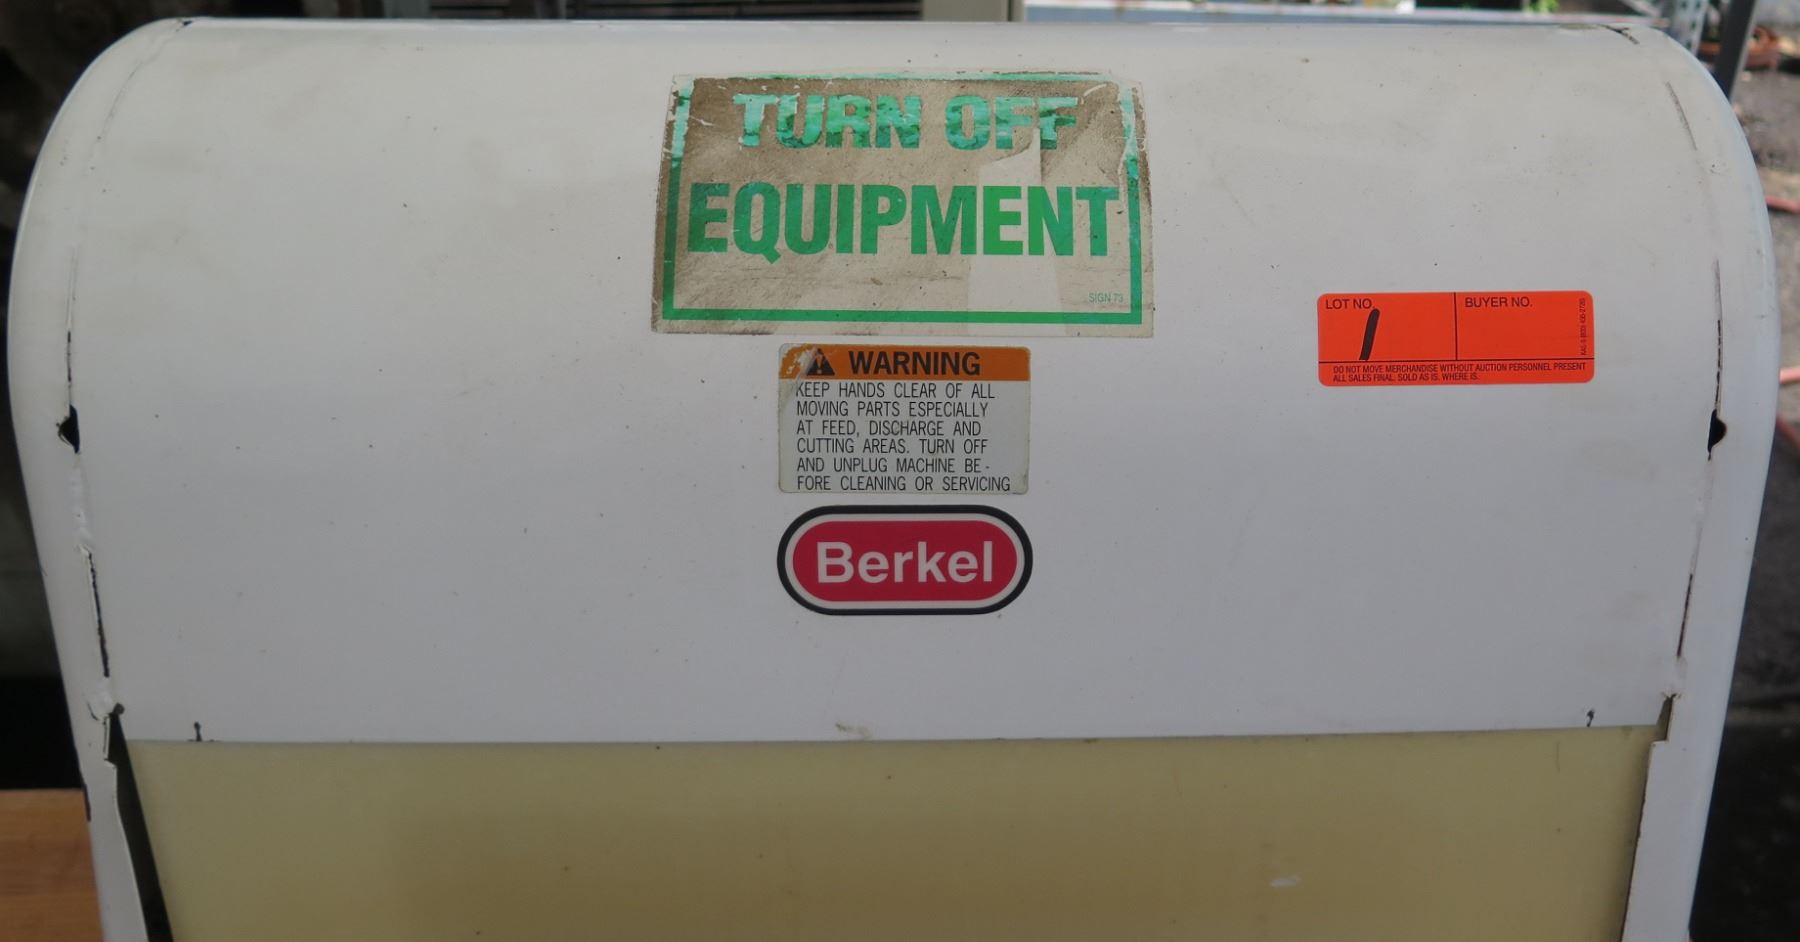 TURN OFF
EQUIPMENT
SIGN 73
LOT NO.
1
BUYER NO.
DO NOT MOVE MERCHANDISE WITHOUT AUCTION PERSONNEL PRESENT
ALL SALES FINAL. SOLD AS IS. WHERE IS.
WARNING
KEEP HANDS CLEAR OF ALL
MOVING PARTS ESPECIALLY
AT FEED, DISCHARGE AND
CUTTING AREAS. TURN OFF
AND UNPLUG MACHINE BE-
FORE CLEANING OR SERVICING
Berkel